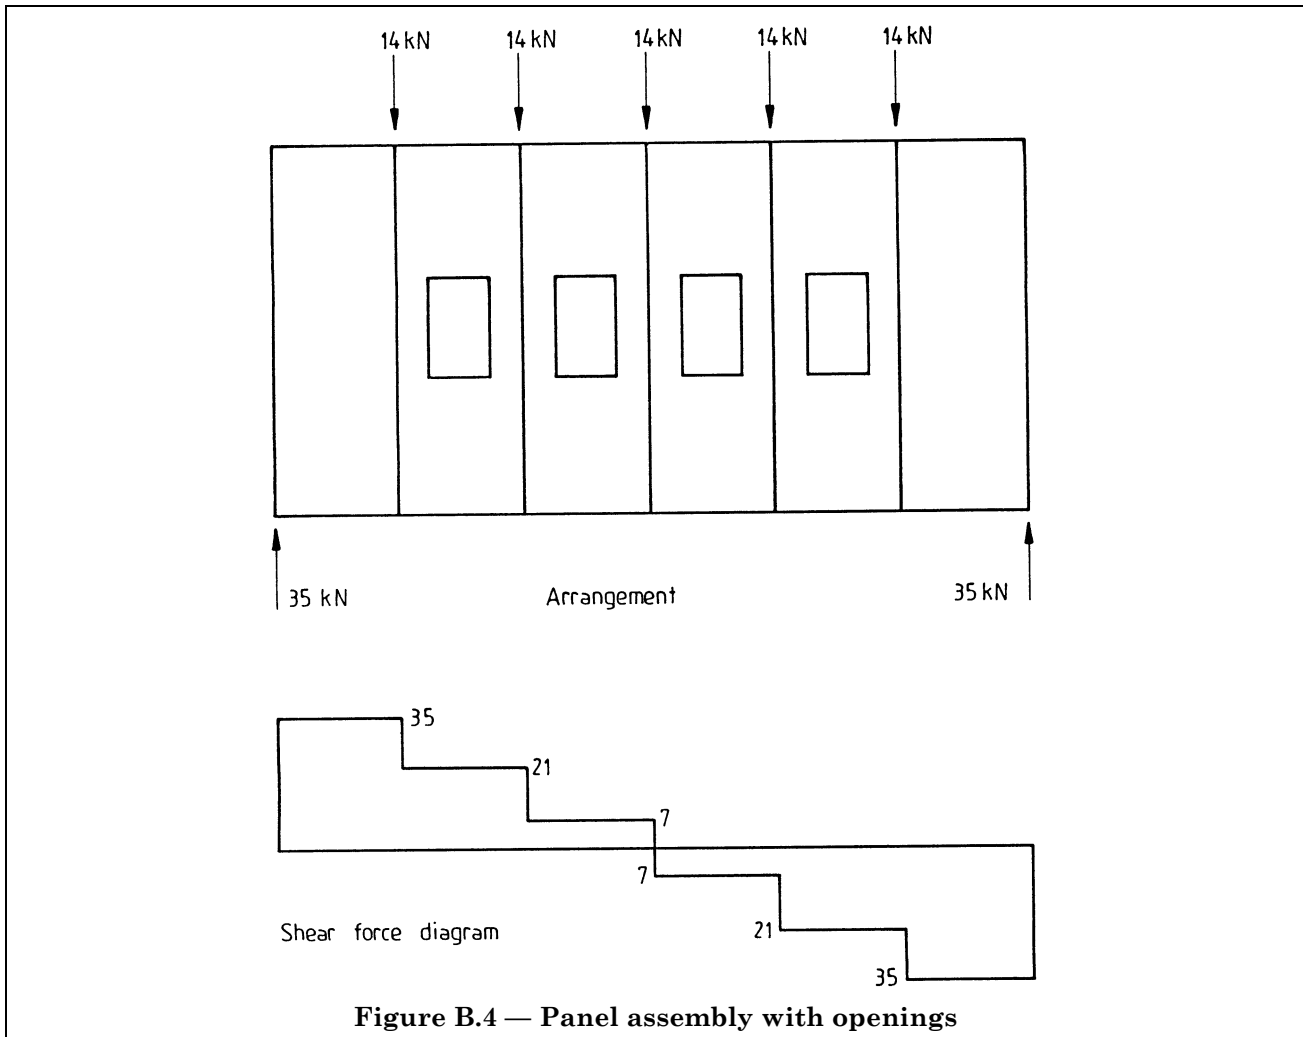 14 kN 14 kN 14 kN 14 kN 14 kN
35 kN Arrangement 35 kN
35
21
7
7
21
Shear force diagram
35
Figure B.4 — Panel assembly with openings